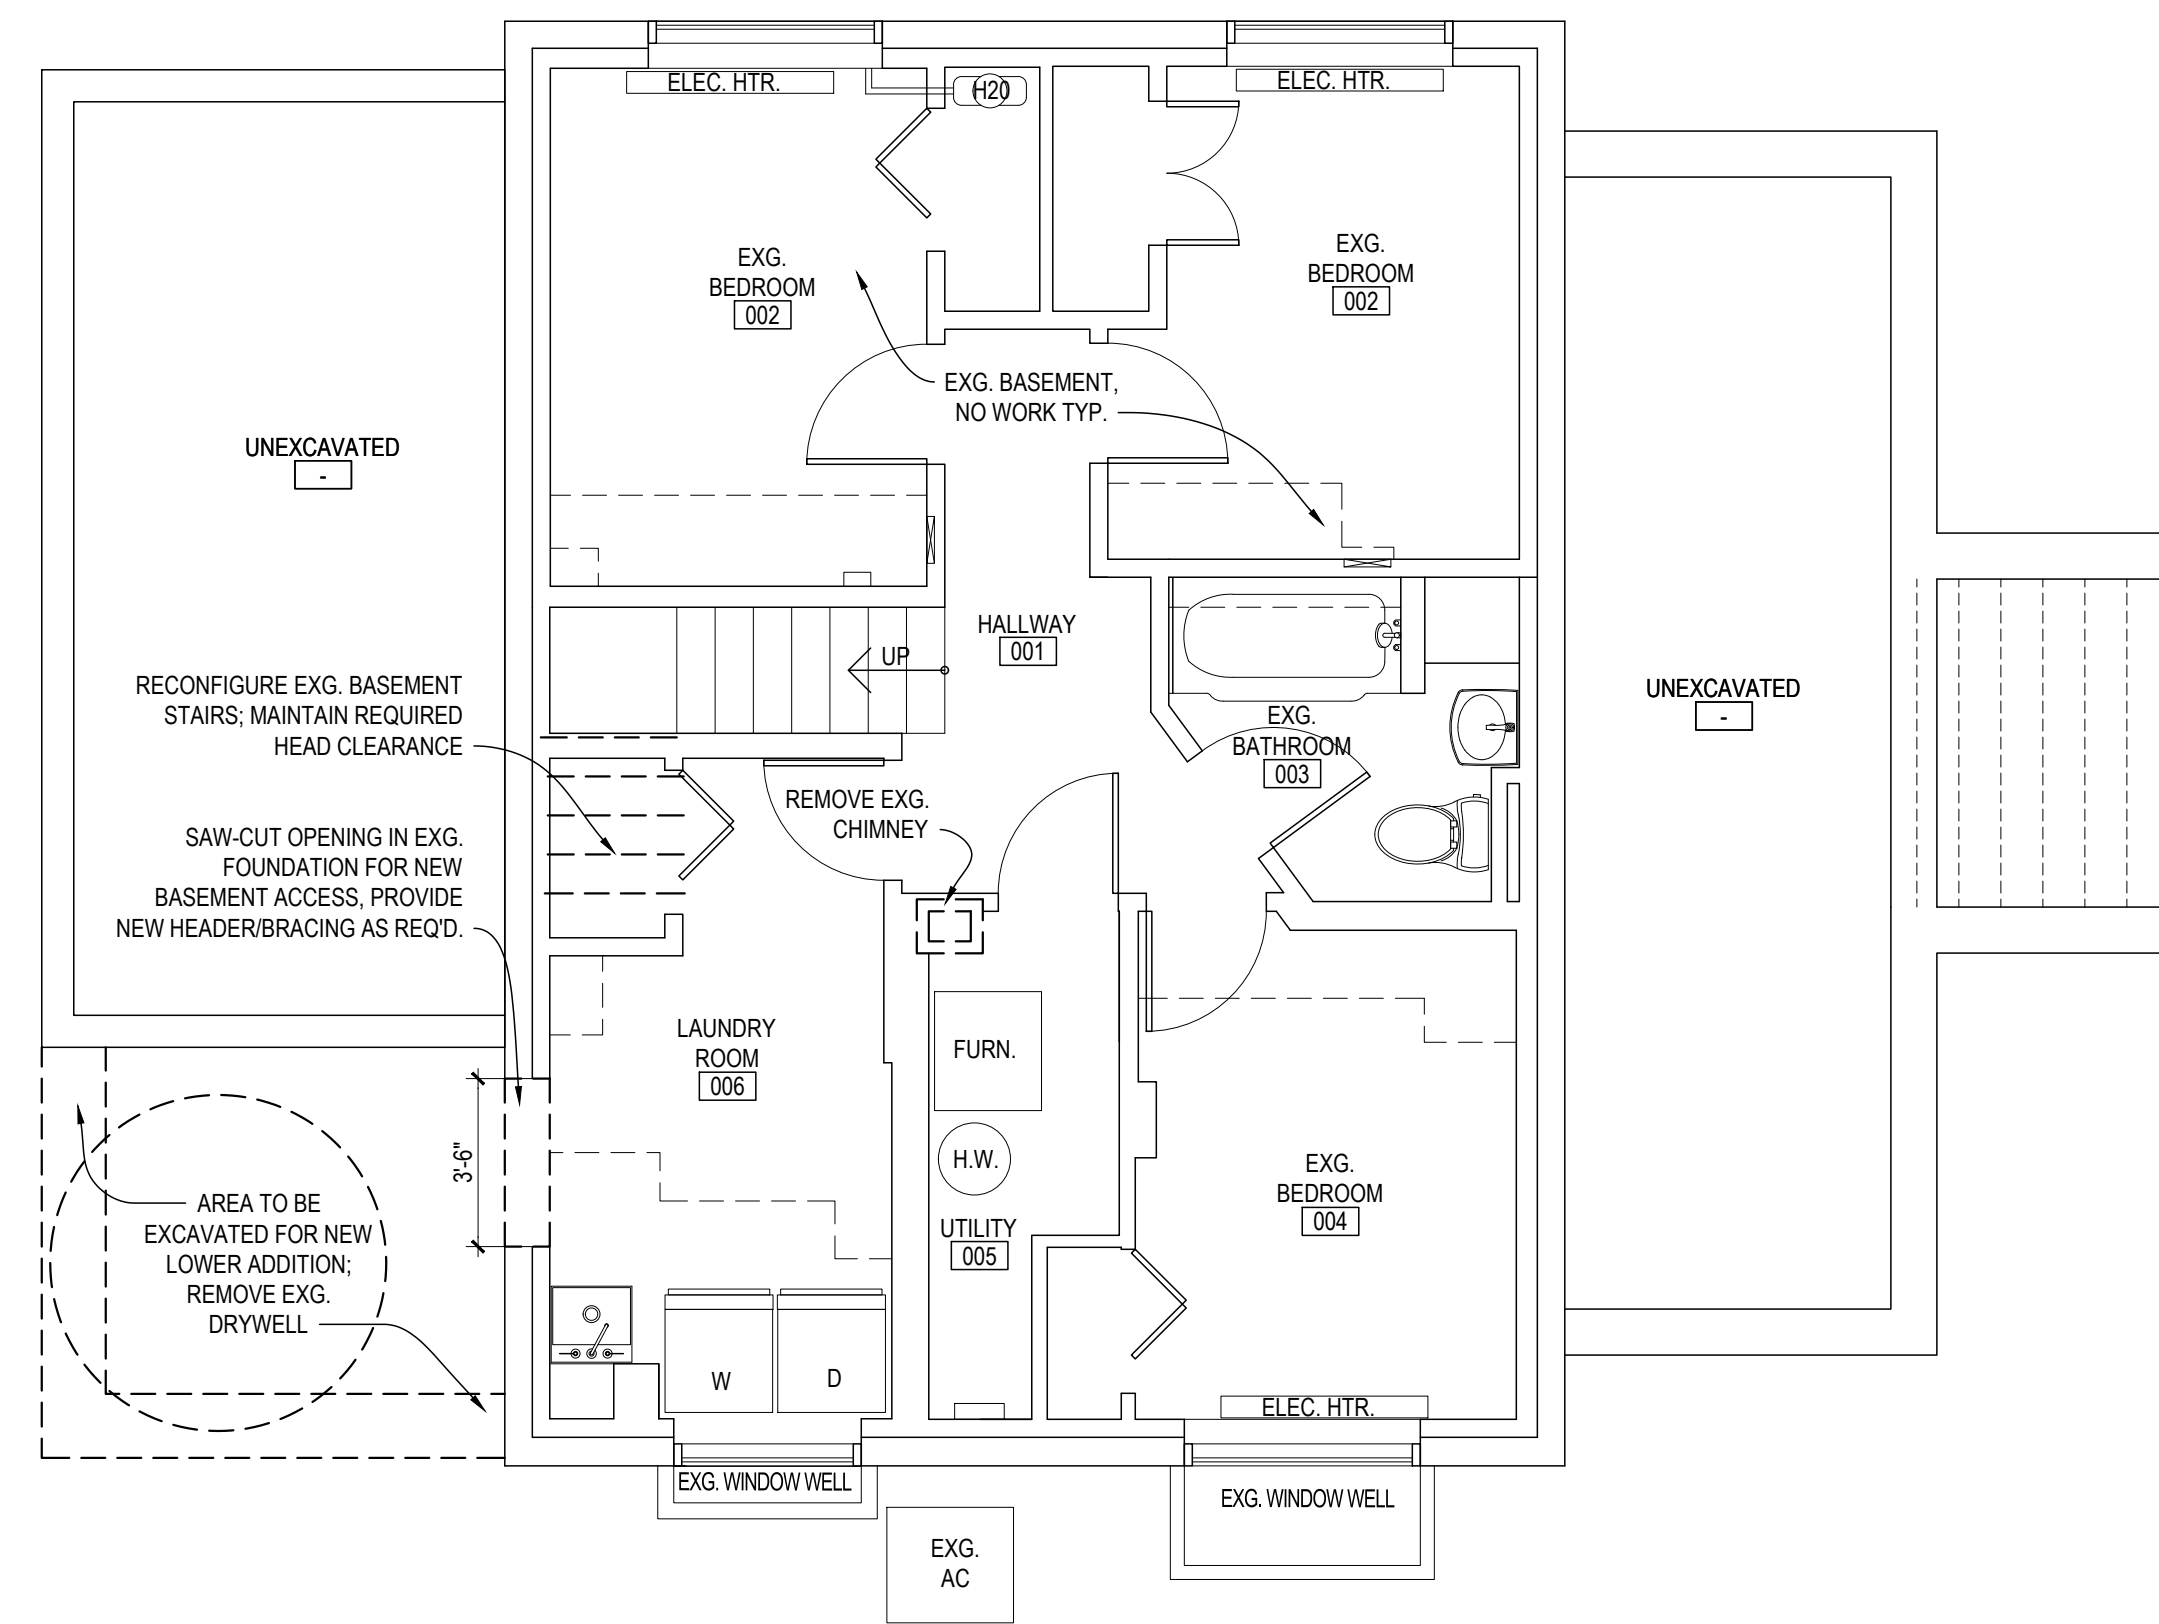 ELEC. HTR.
H20
ELEC. HTR.
EXG.
BEDROOM
002
EXG.
BEDROOM
002
EXG. BASEMENT,
NO WORK TYP.
UNEXCAVATED
-
HALLWAY
001
UP
RECONFIGURE EXG. BASEMENT
STAIRS; MAINTAIN REQUIRED
HEAD CLEARANCE
UNEXCAVATED
-
EXG.
BATHROOM
003
REMOVE EXG.
CHIMNEY
SAW-CUT OPENING IN EXG.
FOUNDATION FOR NEW
BASEMENT ACCESS, PROVIDE
NEW HEADER/BRACING AS REQ'D.
LAUNDRY
ROOM
006
FURN.
H.W.
3'-6"
AREA TO BE
EXCAVATED FOR NEW
LOWER ADDITION;
REMOVE EXG.
DRYWELL
UTILITY
005
EXG.
BEDROOM
004
W
D
ELEC. HTR.
EXG. WINDOW WELL
EXG. WINDOW WELL
EXG.
AC